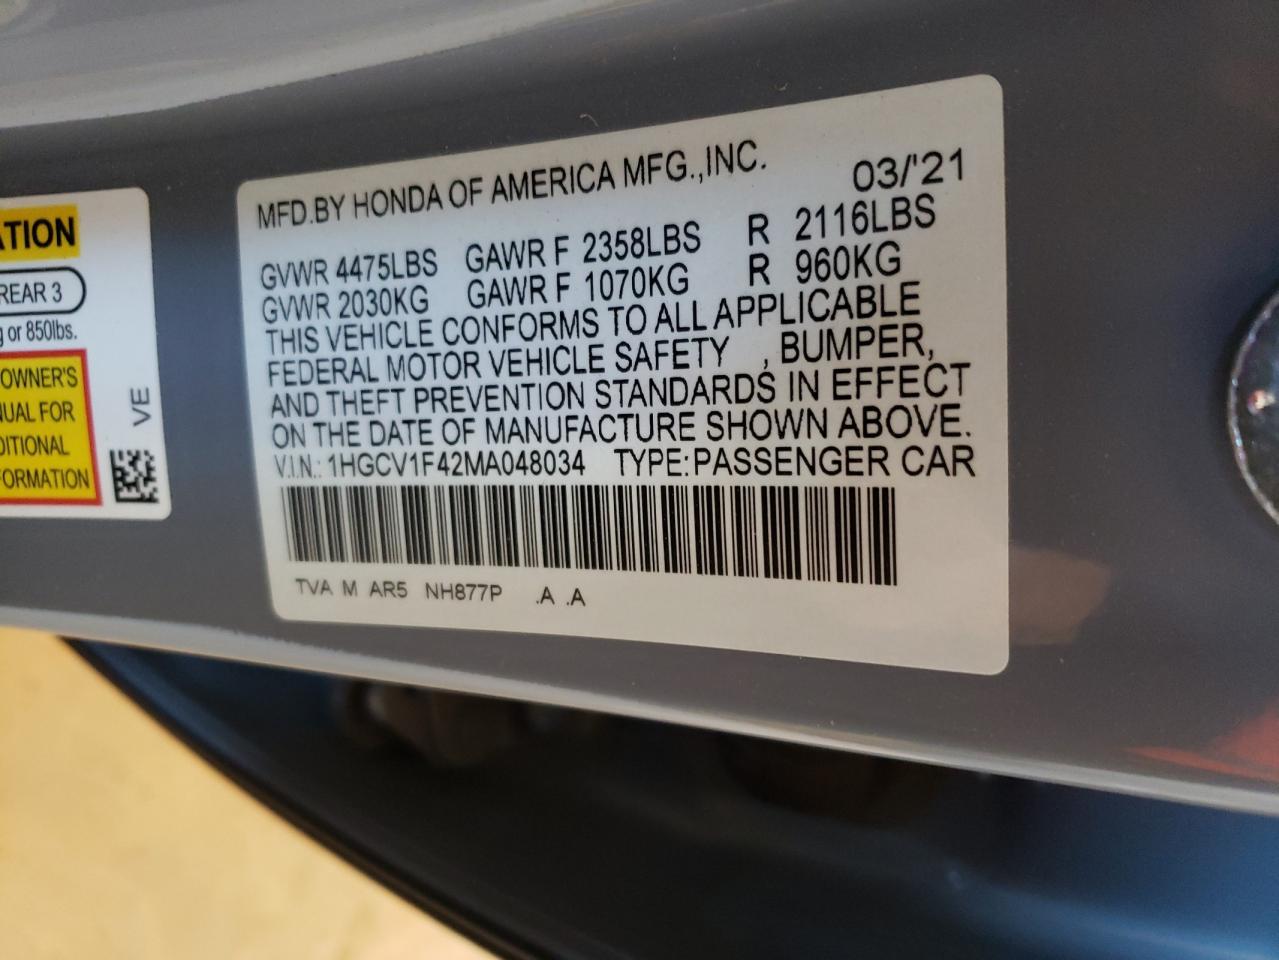 MFD.BY HONDA OF AMERICA MFG.,INC. 03/'21
GVWR 4475LBS GAWR F 2358LBS R 2116LBS
GVWR 2030KG GAWR F 1070KG R 960KG
THIS VEHICLE CONFORMS TO ALL APPLICABLE
FEDERAL MOTOR VEHICLE SAFETY , BUMPER,
AND THEFT PREVENTION STANDARDS IN EFFECT
ON THE DATE OF MANUFACTURE SHOWN ABOVE.
V.I.N.: 1HGCV1F42MA048034 TYPE:PASSENGER CAR
TVA M AR5 NH877P .A .A
ATION
REAR 3
g or 850lbs.
OWNER'S
NUAL FOR
DITIONAL
FORMATION
VE